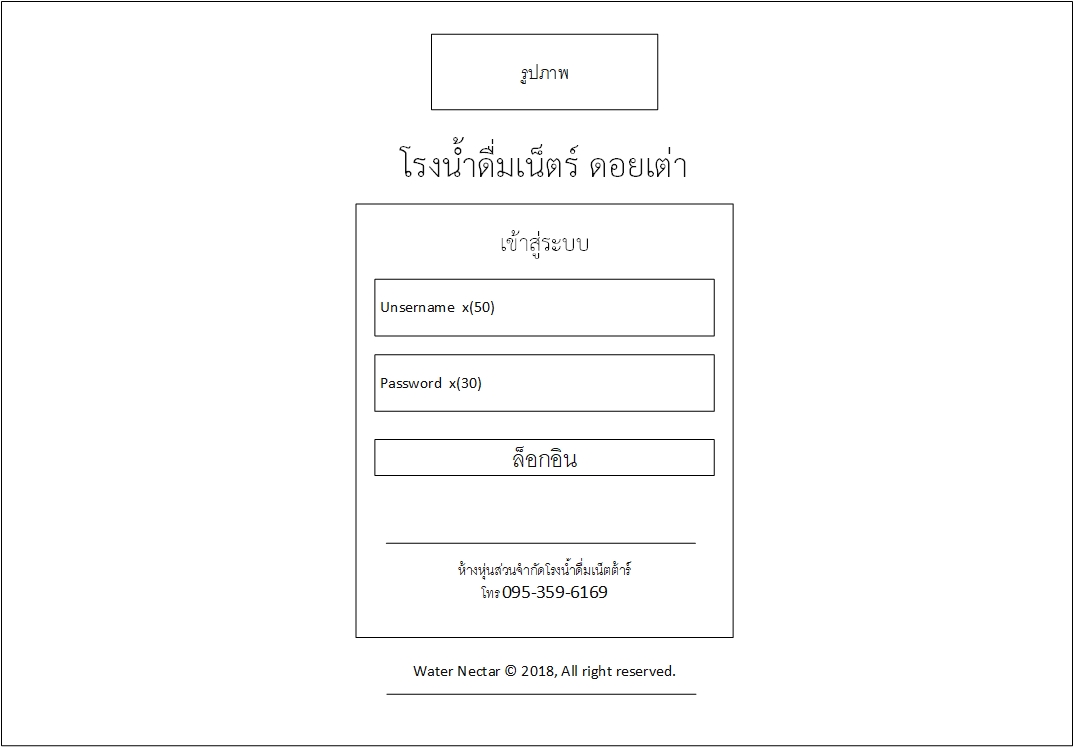 รูปภาพ
โรงน้ำดื่มเน็ตร์ ดอยเต่า
เข้าสู่ระบบ
Unsername x(50)
Password x(30)
ล็อกอิน
ห้างหุ่นส่วนจำกัดโรงน้ำดื่มเน็ตต้าร์
โทร 095-359-6169
Water Nectar © 2018, All right reserved.